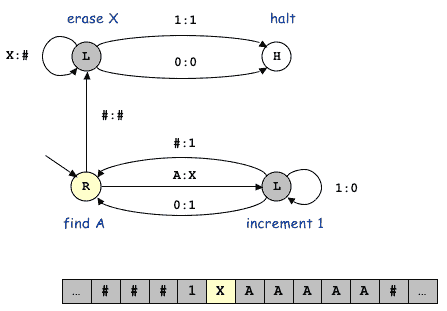 erase X 1:1 halt
X:# L H
0:0
#:#
#:1
R A:X L 1:0
0:1
find A increment 1
... # # # 1 X A A A A A # ...